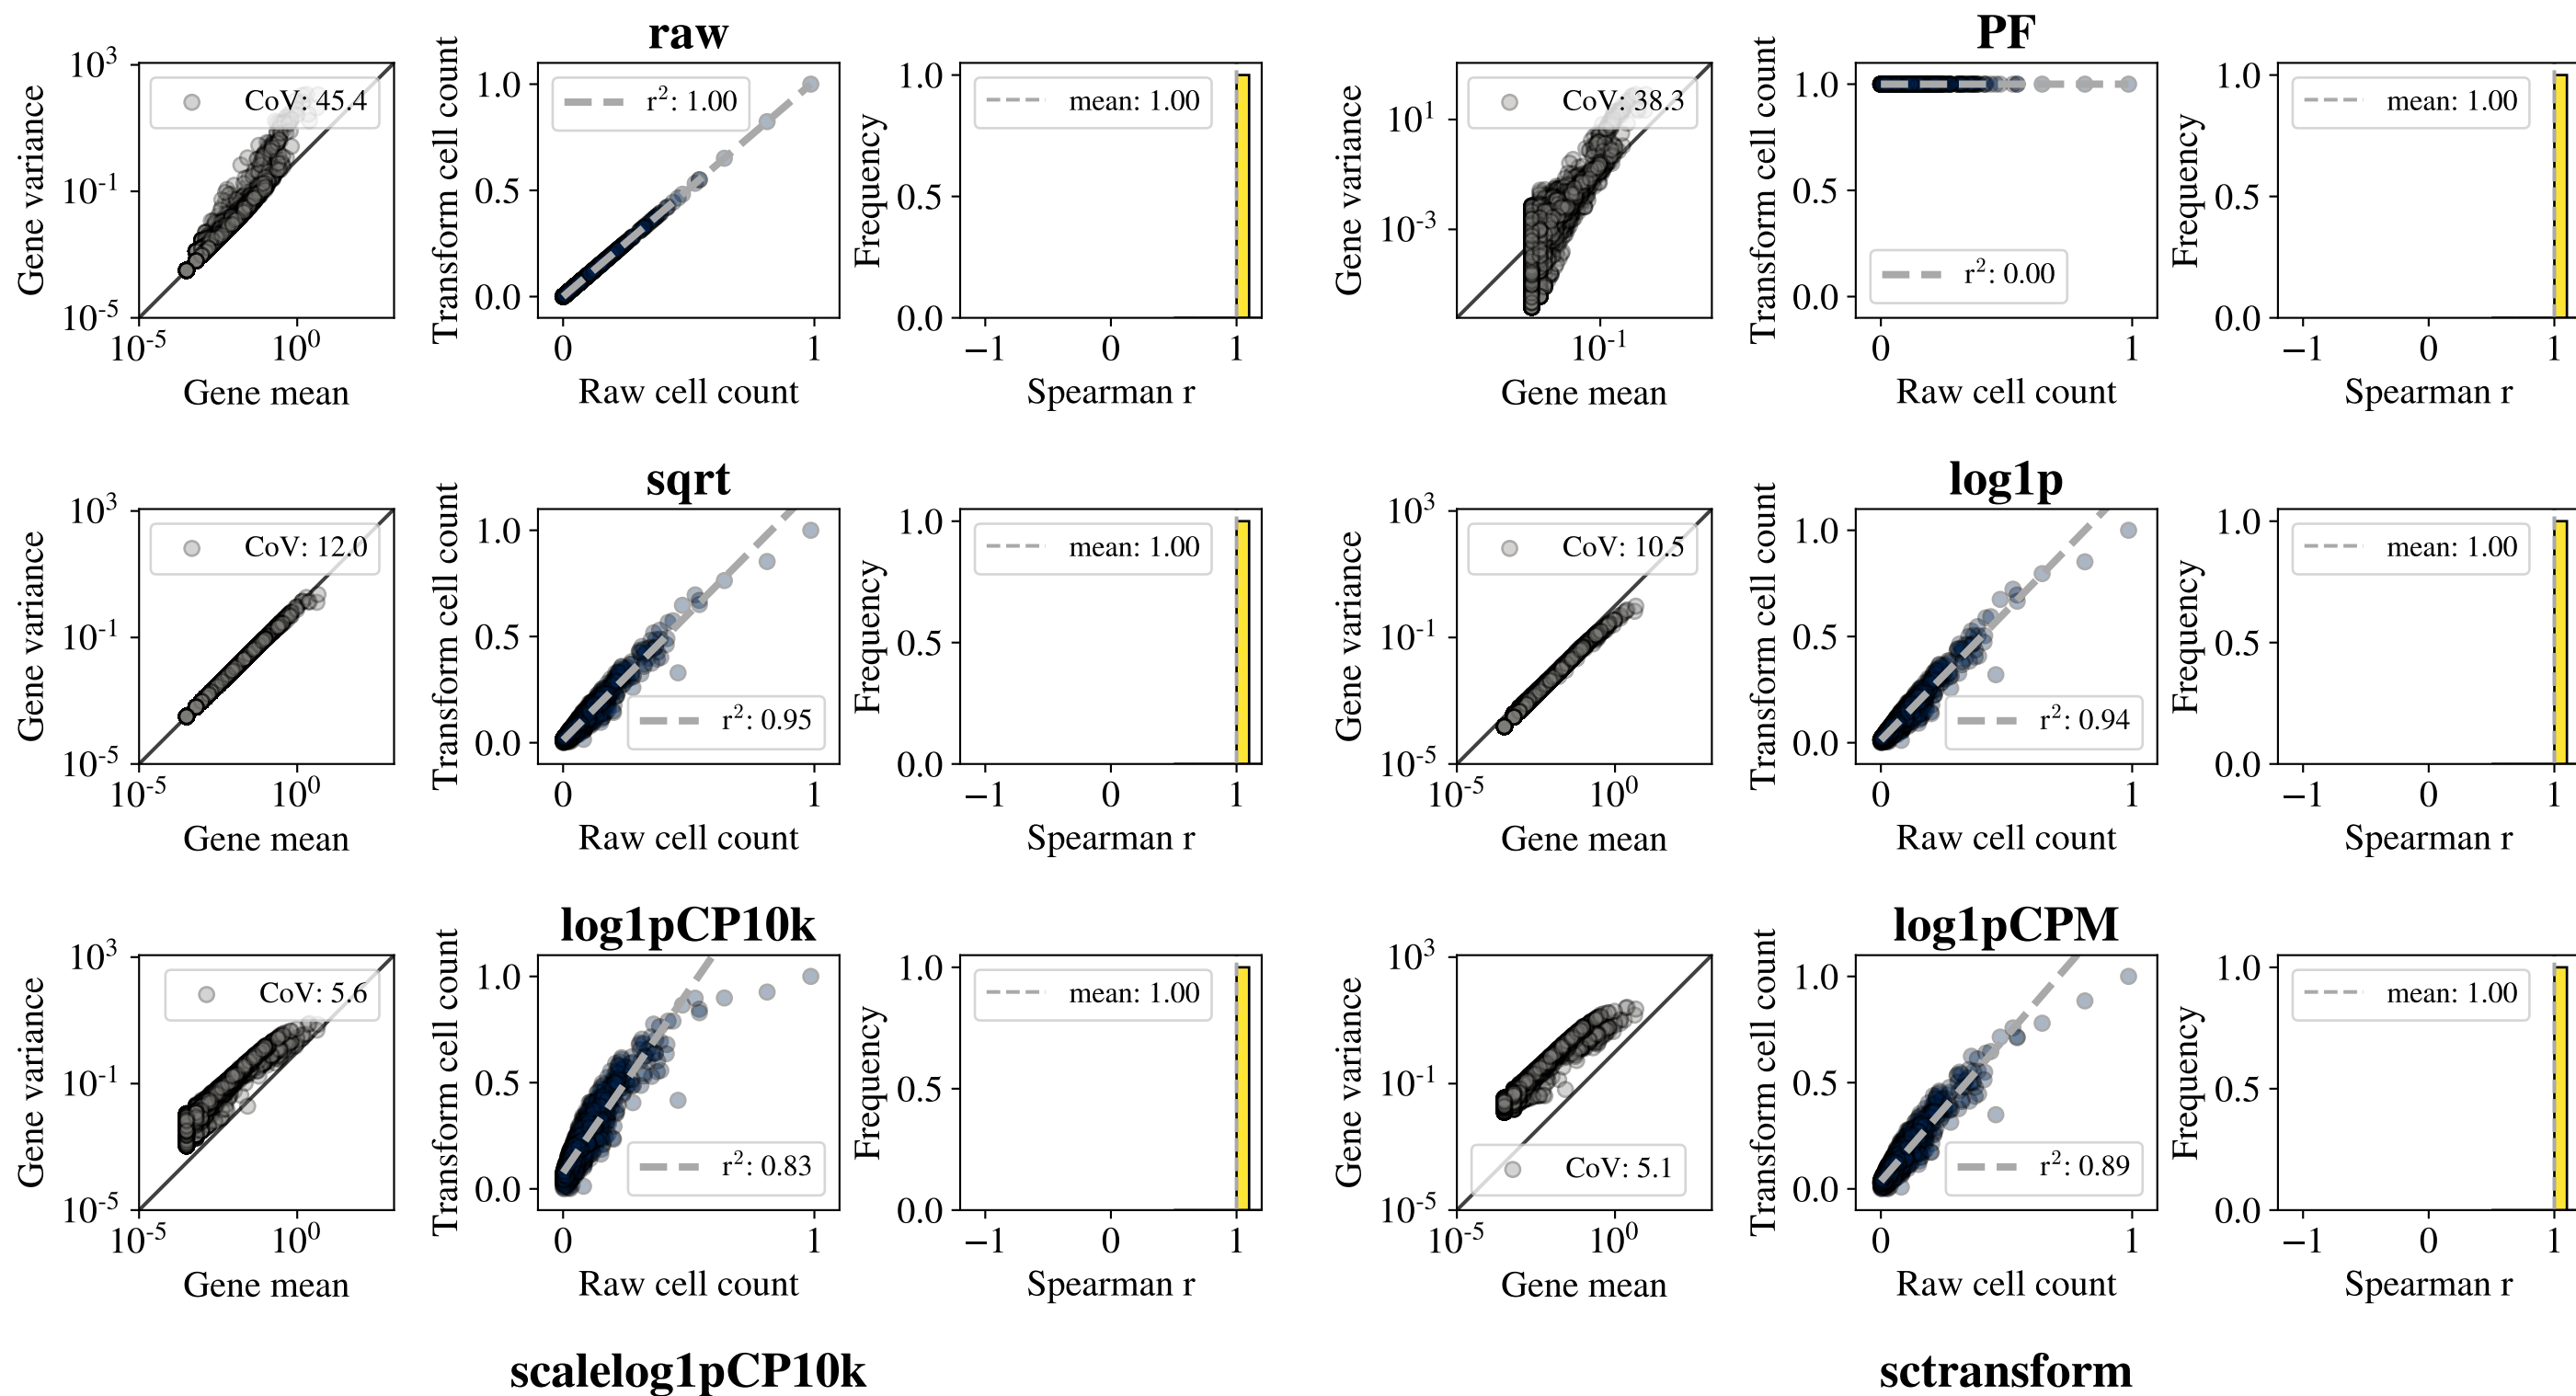 raw
Gene variance
10³
10⁻¹
10⁻⁵
CoV: 45.4
10⁻⁵
10⁰
Gene mean
Transform cell count
1.0
0.5
0.0
r²: 1.00
0
1
Raw cell count
Frequency
1.0
0.5
0.0
mean: 1.00
−1
0
1
Spearman r
PF
Gene variance
10¹
10⁻³
CoV: 38.3
10⁻¹
Gene mean
Transform cell count
1.0
0.5
0.0
r²: 0.00
0
1
Raw cell count
Frequency
1.0
0.5
0.0
mean: 1.00
−1
0
1
Spearman r
sqrt
Gene variance
10³
10⁻¹
10⁻⁵
CoV: 12.0
10⁻⁵
10⁰
Gene mean
Transform cell count
1.0
0.5
0.0
r²: 0.95
0
1
Raw cell count
Frequency
1.0
0.5
0.0
mean: 1.00
−1
0
1
Spearman r
log1p
Gene variance
10³
10⁻¹
10⁻⁵
CoV: 10.5
10⁻⁵
10⁰
Gene mean
Transform cell count
1.0
0.5
0.0
r²: 0.94
0
1
Raw cell count
Frequency
1.0
0.5
0.0
mean: 1.00
−1
0
1
Spearman r
log1pCP10k
Gene variance
10³
10⁻¹
10⁻⁵
CoV: 5.6
10⁻⁵
10⁰
Gene mean
Transform cell count
1.0
0.5
0.0
r²: 0.83
0
1
Raw cell count
Frequency
1.0
0.5
0.0
mean: 1.00
−1
0
1
Spearman r
log1pCPM
Gene variance
10³
10⁻¹
10⁻⁵
CoV: 5.1
10⁻⁵
10⁰
Gene mean
Transform cell count
1.0
0.5
0.0
r²: 0.89
0
1
Raw cell count
Frequency
1.0
0.5
0.0
mean: 1.00
−1
0
1
Spearman r
scalelog1pCP10k
sctransform